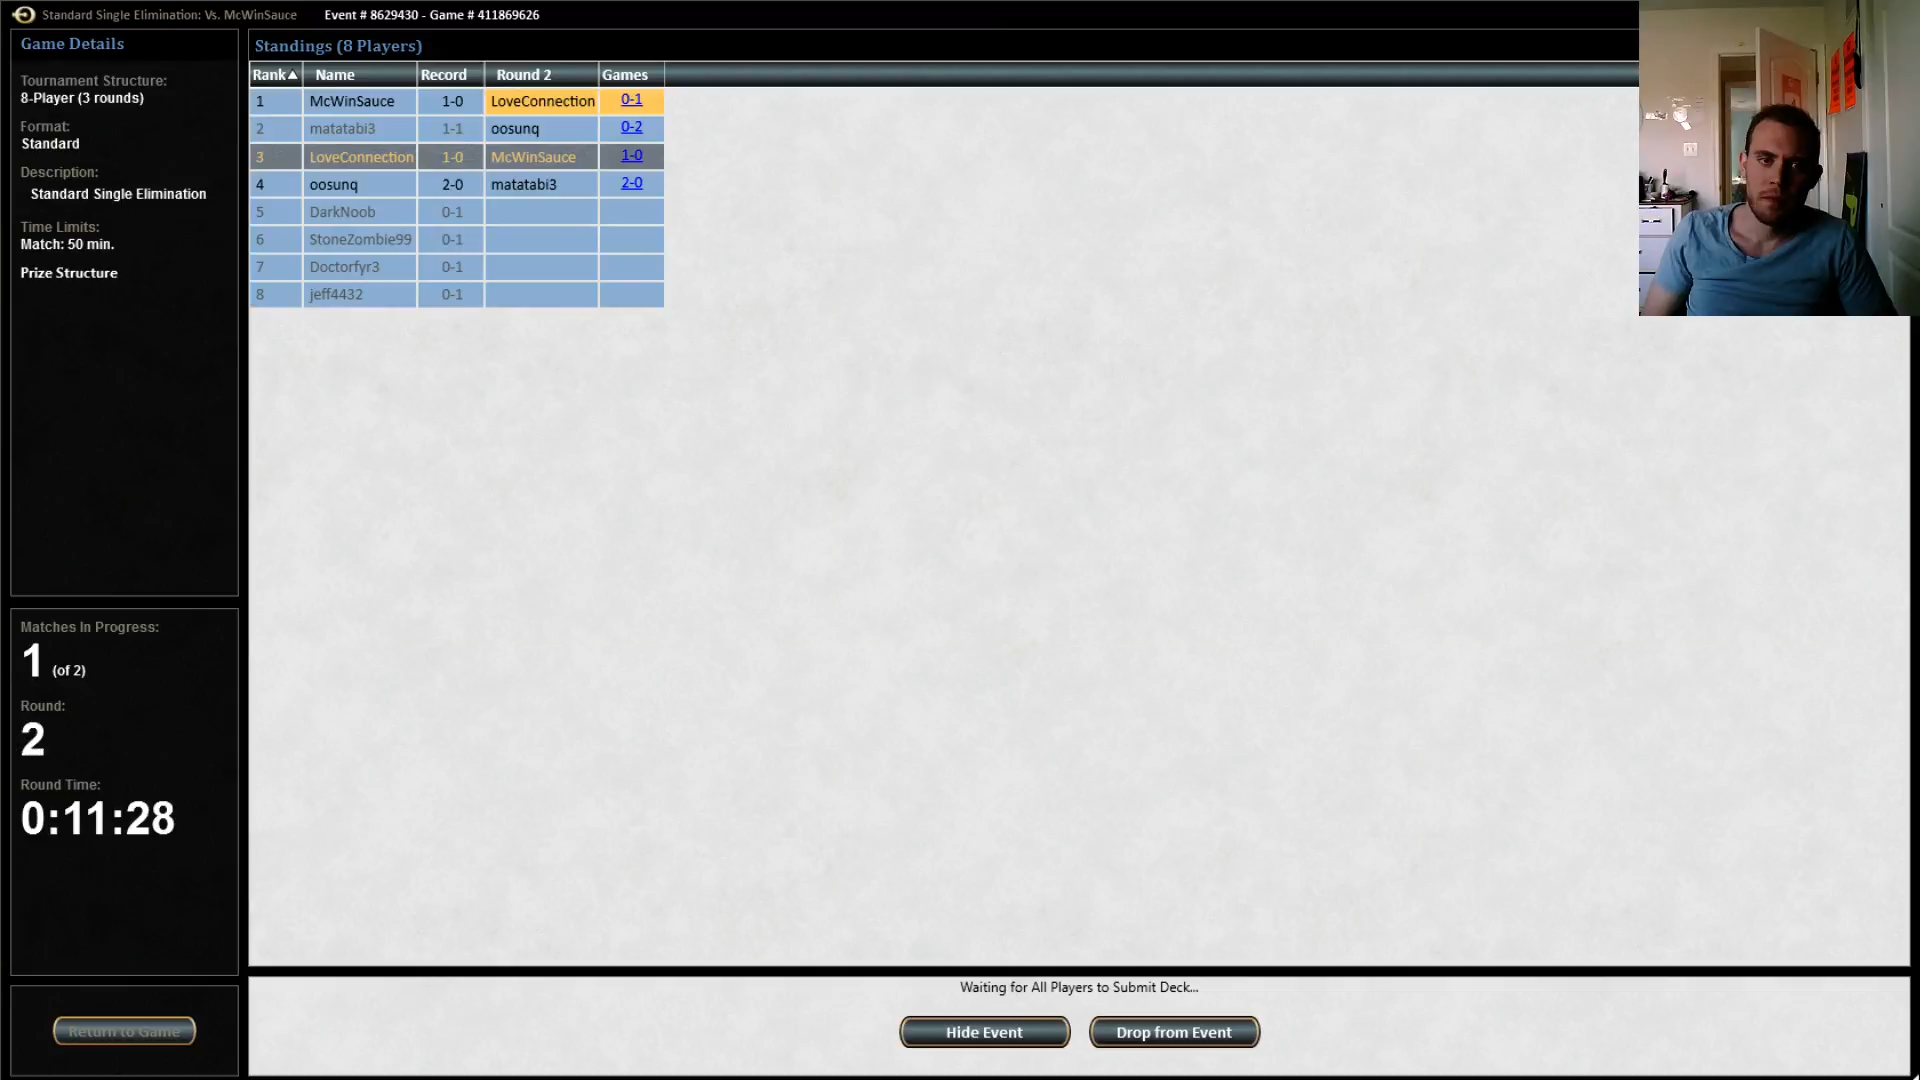 Standard Single Elimination: Vs. McWinSauce Event # 8629430 - Game # 411869626
Game Details
Tournament Structure:
8-Player (3 rounds)
Format:
Standard
Description:
Standard Single Elimination
Time Limits:
Match: 50 min.
Prize Structure
Matches In Progress:
1 (of 2)
Round:
2
Round Time:
0:11:28
Return to Game
Standings (8 Players)
Rank Name Record Round 2 Games
1 McWinSauce 1-0 LoveConnection 0-1
2 matatabi3 1-1 oosunq 0-2
3 LoveConnection 1-0 McWinSauce 1-0
4 oosunq 2-0 matatabi3 2-0
5 DarkNoob 0-1
6 StoneZombie99 0-1
7 Doctorfyr3 0-1
8 jeff4432 0-1
Waiting for All Players to Submit Deck...
Hide Event Drop from Event